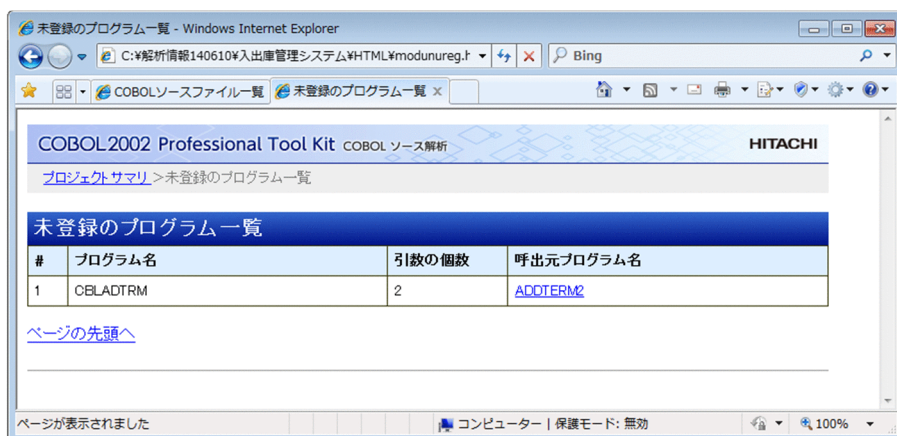 未登録のプログラム一覧 - Windows Internet Explorer
C:¥解析情報140610¥入出庫管理システム¥HTML¥modunureg.h
Bing
COBOLソースファイル一覧 未登録のプログラム一覧
COBOL2002 Professional Tool Kit COBOL ソース解析 HITACHI
プロジェクトサマリ>未登録のプログラム一覧
未登録のプログラム一覧
# プログラム名 引数の個数 呼出元プログラム名
1 CBLADTRM 2 ADDTERM2
ページの先頭へ
ページが表示されました コンピューター | 保護モード: 無効 100%